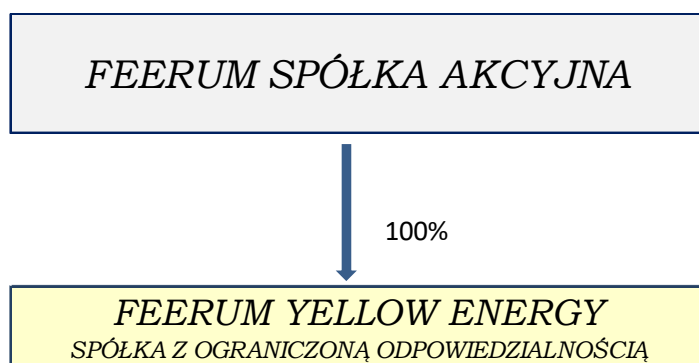 FEERUM SPÓŁKA AKCYJNA
100%
FEERUM YELLOW ENERGY
SPÓŁKA Z OGRANICZONĄ ODPOWIEDZIALNOŚCIĄ